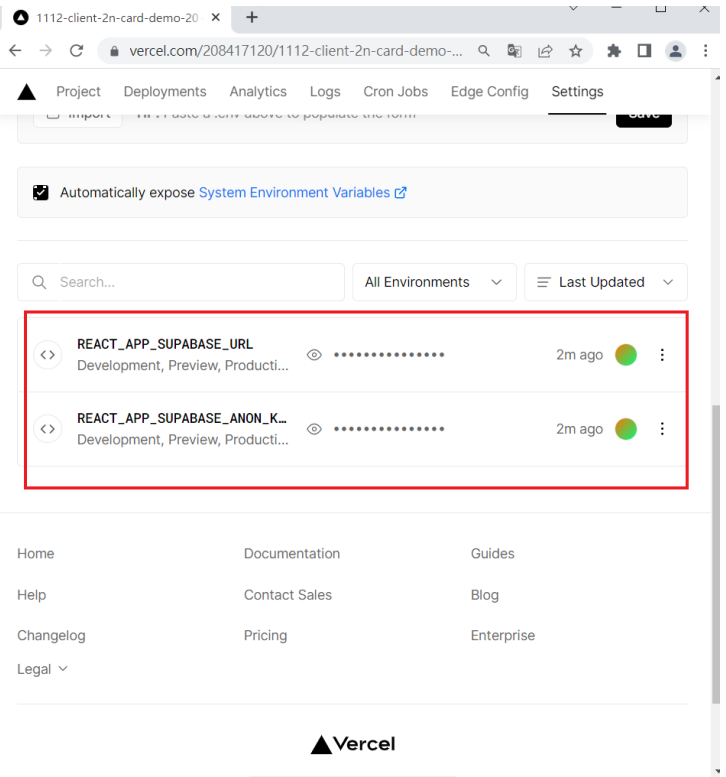 1112-client-2n-card-demo-20
vercel.com/208417120/1112-client-2n-card-demo-...
Project Deployments Analytics Logs Cron Jobs Edge Config Settings
Import
Save
Automatically expose System Environment Variables
Search... All Environments Last Updated
REACT_APP_SUPABASE_URL
Development, Preview, Producti... •••••••••••••• 2m ago
REACT_APP_SUPABASE_ANON_K...
Development, Preview, Producti... •••••••••••••• 2m ago
Home Documentation Guides
Help Contact Sales Blog
Changelog Pricing Enterprise
Legal
Vercel